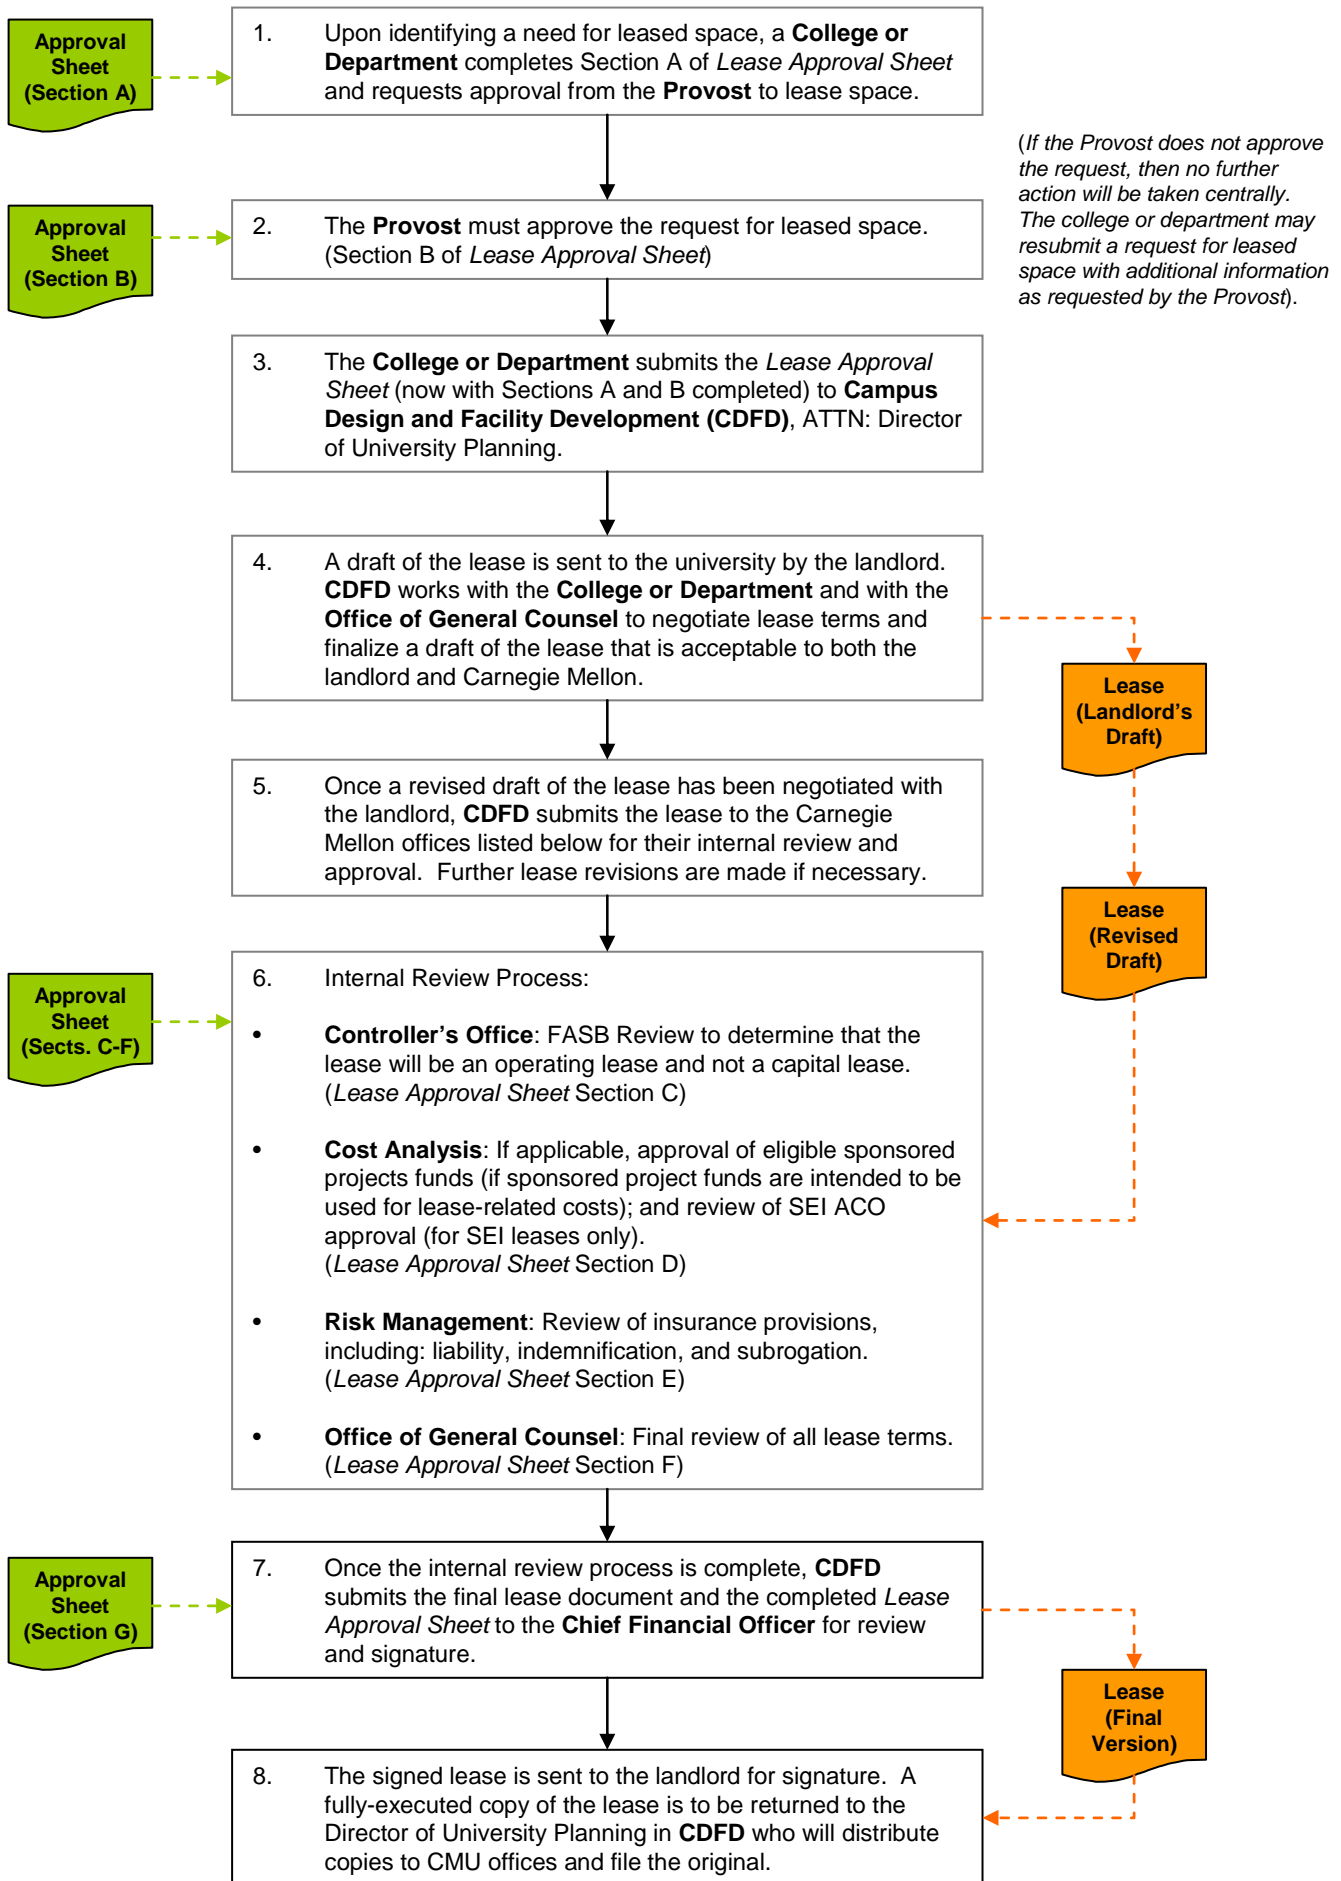 Approval
Sheet
(Section A)
1. Upon identifying a need for leased space, a College or
Department completes Section A of Lease Approval Sheet
and requests approval from the Provost to lease space.
(If the Provost does not approve
the request, then no further
action will be taken centrally.
The college or department may
resubmit a request for leased
space with additional information
as requested by the Provost).
Approval
Sheet
(Section B)
2. The Provost must approve the request for leased space.
(Section B of Lease Approval Sheet)
3. The College or Department submits the Lease Approval
Sheet (now with Sections A and B completed) to Campus
Design and Facility Development (CDFD), ATTN: Director
of University Planning.
4. A draft of the lease is sent to the university by the landlord.
CDFD works with the College or Department and with the
Office of General Counsel to negotiate lease terms and
finalize a draft of the lease that is acceptable to both the
landlord and Carnegie Mellon.
Lease
(Landlord’s
Draft)
5. Once a revised draft of the lease has been negotiated with
the landlord, CDFD submits the lease to the Carnegie
Mellon offices listed below for their internal review and
approval. Further lease revisions are made if necessary.
Lease
(Revised
Draft)
Approval
Sheet
(Sects. C-F)
6. Internal Review Process:
• Controller’s Office: FASB Review to determine that the
lease will be an operating lease and not a capital lease.
(Lease Approval Sheet Section C)
• Cost Analysis: If applicable, approval of eligible sponsored
projects funds (if sponsored project funds are intended to be
used for lease-related costs); and review of SEI ACO
approval (for SEI leases only).
(Lease Approval Sheet Section D)
• Risk Management: Review of insurance provisions,
including: liability, indemnification, and subrogation.
(Lease Approval Sheet Section E)
• Office of General Counsel: Final review of all lease terms.
(Lease Approval Sheet Section F)
Approval
Sheet
(Section G)
7. Once the internal review process is complete, CDFD
submits the final lease document and the completed Lease
Approval Sheet to the Chief Financial Officer for review
and signature.
Lease
(Final
Version)
8. The signed lease is sent to the landlord for signature. A
fully-executed copy of the lease is to be returned to the
Director of University Planning in CDFD who will distribute
copies to CMU offices and file the original.